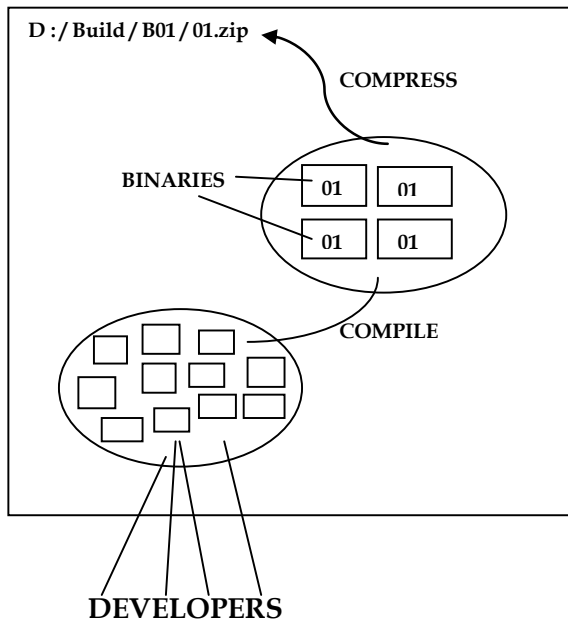 D :/ Build / B01 / 01.zip
COMPRESS
BINARIES
01 01
01 01
COMPILE
DEVELOPERS